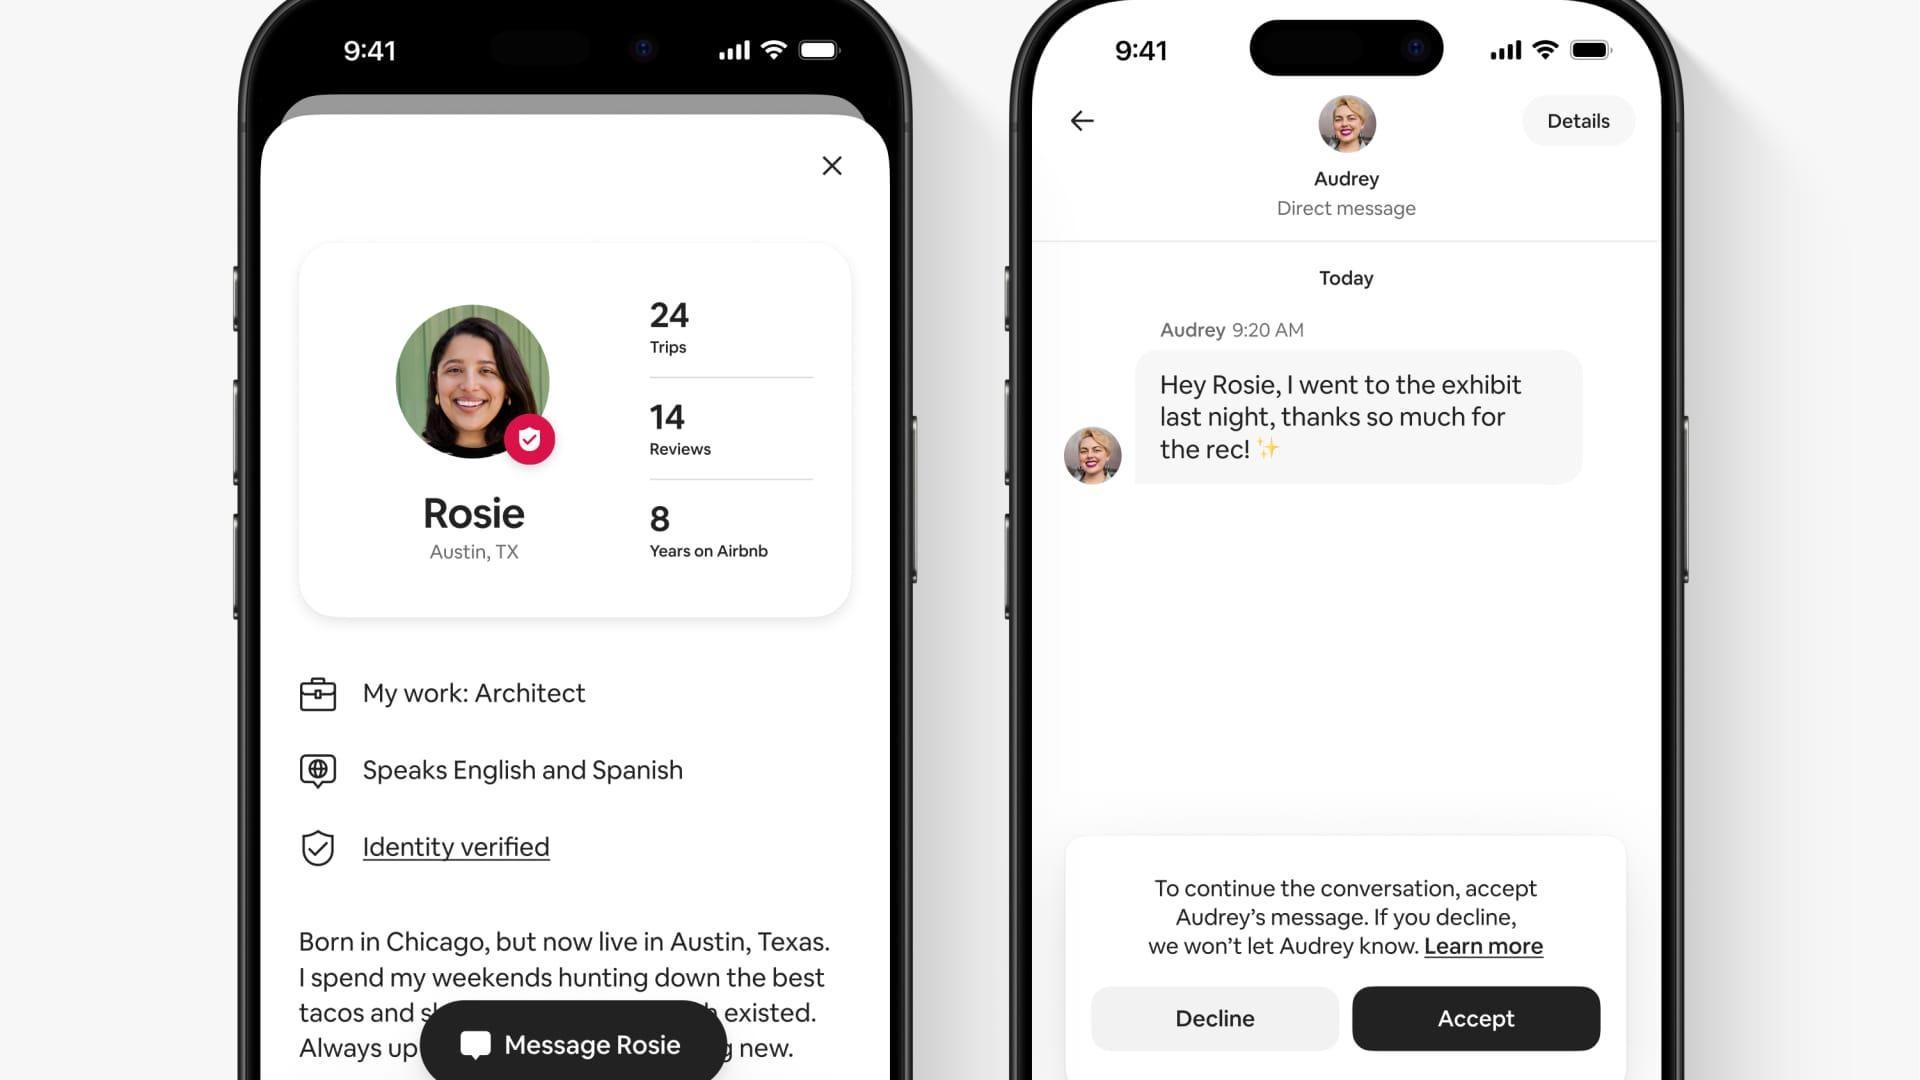 9:41
24
Trips
14
Reviews
8
Years on Airbnb
Rosie
Austin, TX
My work: Architect
Speaks English and Spanish
Identity verified
Born in Chicago, but now live in Austin, Texas.
I spend my weekends hunting down the best
tacos and existed.
Always up new.
Message Rosie
9:41
Details
Audrey
Direct message
Today
Audrey 9:20 AM
Hey Rosie, I went to the exhibit
last night, thanks so much for
the rec! ✨
To continue the conversation, accept
Audrey’s message. If you decline,
we won’t let Audrey know. Learn more
Decline
Accept